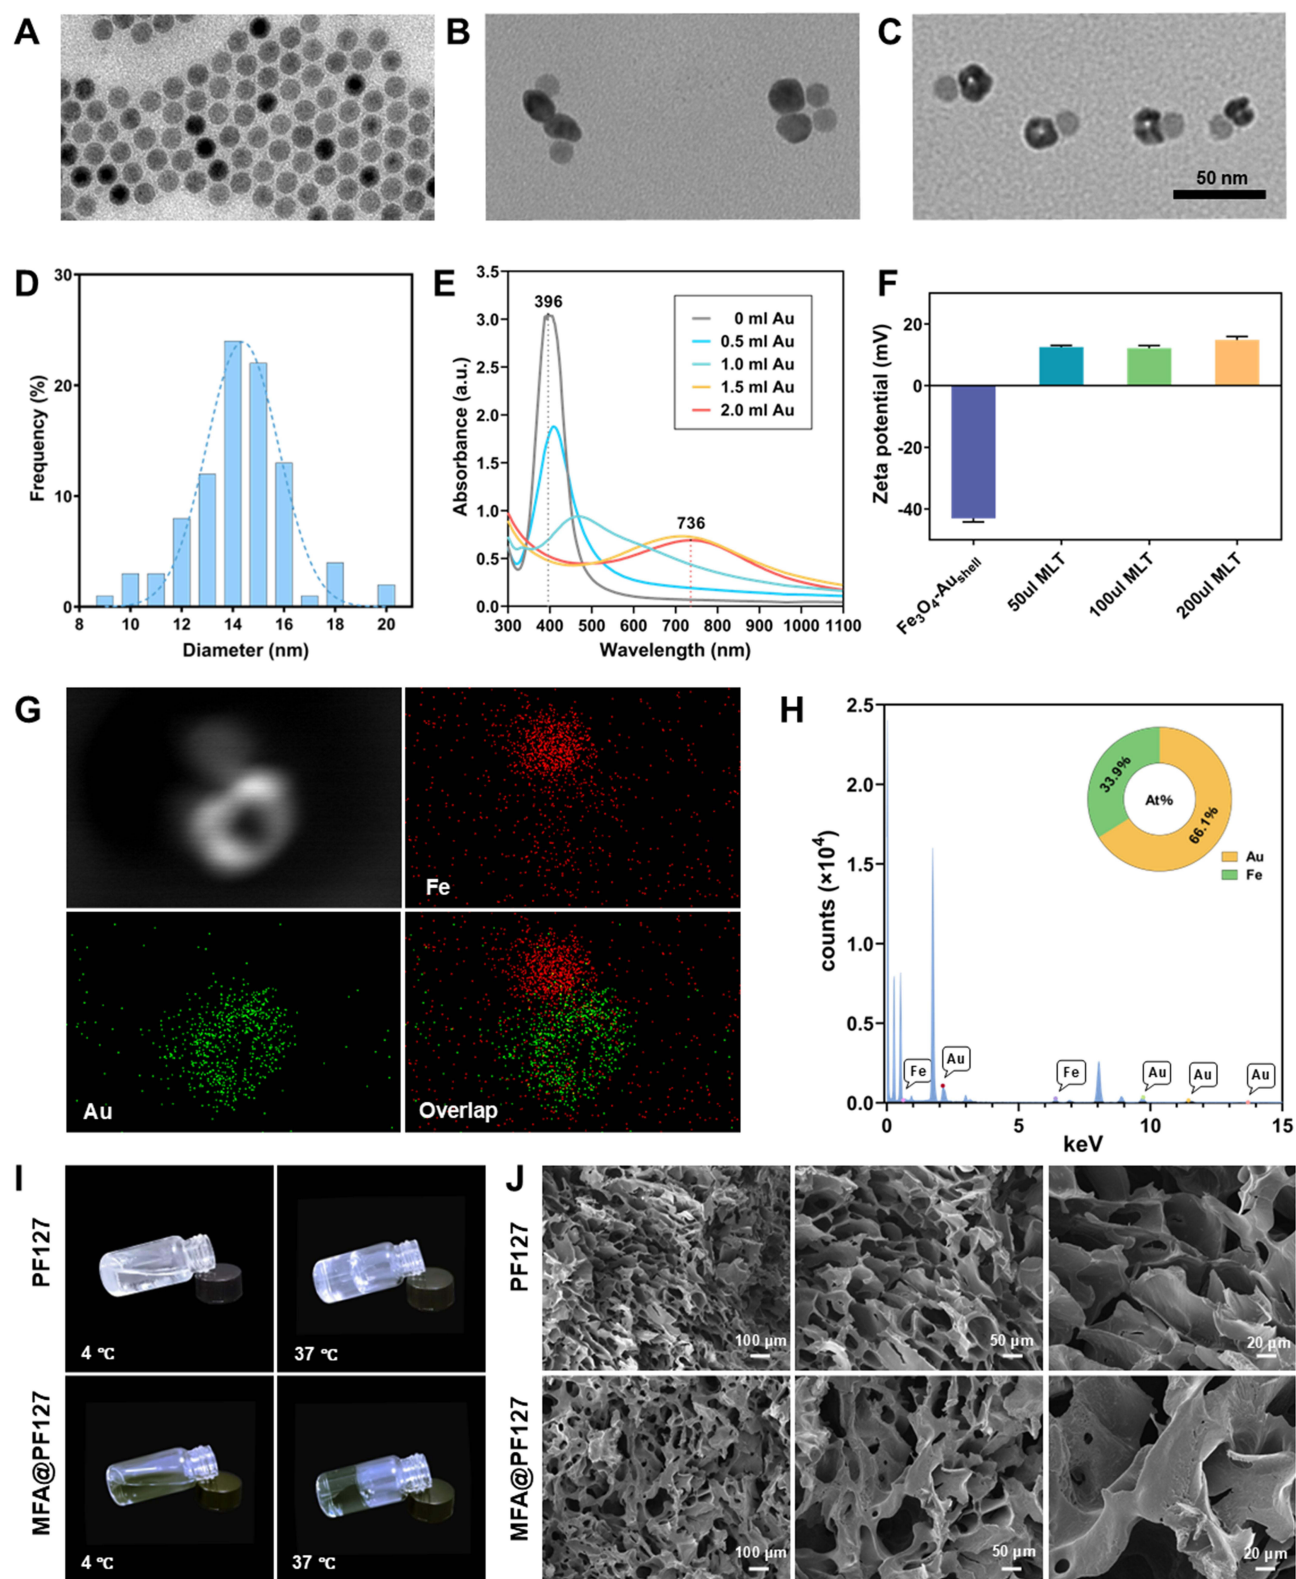 A
B
C
50 nm
D
30
20
10
0
Frequency (%)
8 10 12 14 16 18 20
Diameter (nm)
E
3.5
3.0
2.5
2.0
1.5
1.0
0.5
0.0
Absorbance (a.u.)
396
736
0 ml Au
0.5 ml Au
1.0 ml Au
1.5 ml Au
2.0 ml Au
300 400 500 600 700 800 900 1000 1100
Wavelength (nm)
F
20
0
-20
-40
Zeta potential (mV)
Fe₃O₄-Au_shell
50ul MLT
100ul MLT
200ul MLT
G
Fe
Au
Overlap
H
2.5
2.0
1.5
1.0
0.5
0.0
counts (×10⁴)
33.9%
At%
66.1%
Au
Fe
Fe
Au
Fe
Au
Au
Au
0 5 10 15
keV
I
PF127
4 ℃
37 ℃
MFA@PF127
4 ℃
37 ℃
J
PF127
100 µm
50 µm
20 µm
MFA@PF127
100 µm
50 µm
20 µm